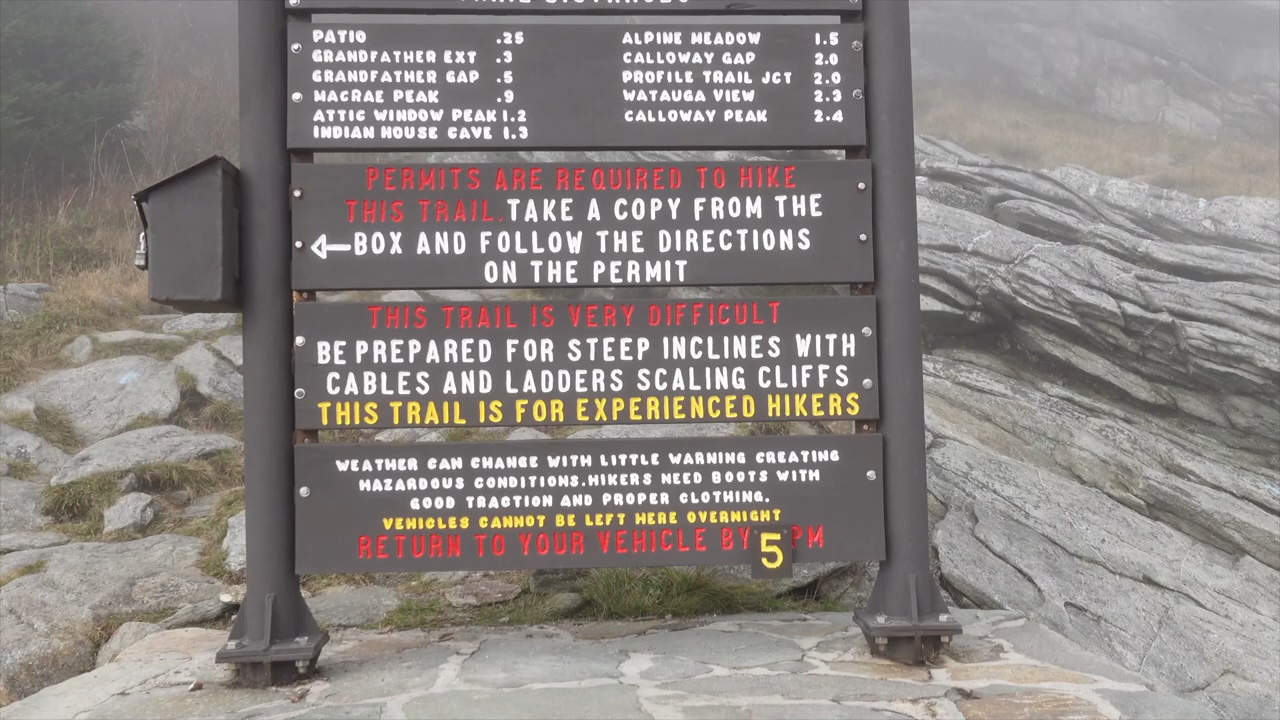 TRAIL DISTANCES
PATIO .25
GRANDFATHER EXT .3
GRANDFATHER GAP .5
MACRAE PEAK .9
ATTIC WINDOW PEAK 1.2
INDIAN HOUSE CAVE 1.3
ALPINE MEADOW 1.5
CALLOWAY GAP 2.0
PROFILE TRAIL JCT 2.0
WATAUGA VIEW 2.3
CALLOWAY PEAK 2.4
PERMITS ARE REQUIRED TO HIKE
THIS TRAIL. TAKE A COPY FROM THE
BOX AND FOLLOW THE DIRECTIONS
ON THE PERMIT
THIS TRAIL IS VERY DIFFICULT
BE PREPARED FOR STEEP INCLINES WITH
CABLES AND LADDERS SCALING CLIFFS
THIS TRAIL IS FOR EXPERIENCED HIKERS
WEATHER CAN CHANGE WITH LITTLE WARNING CREATING
HAZARDOUS CONDITIONS.HIKERS NEED BOOTS WITH
GOOD TRACTION AND PROPER CLOTHING.
VEHICLES CANNOT BE LEFT HERE OVERNIGHT
RETURN TO YOUR VEHICLE BY 5 PM